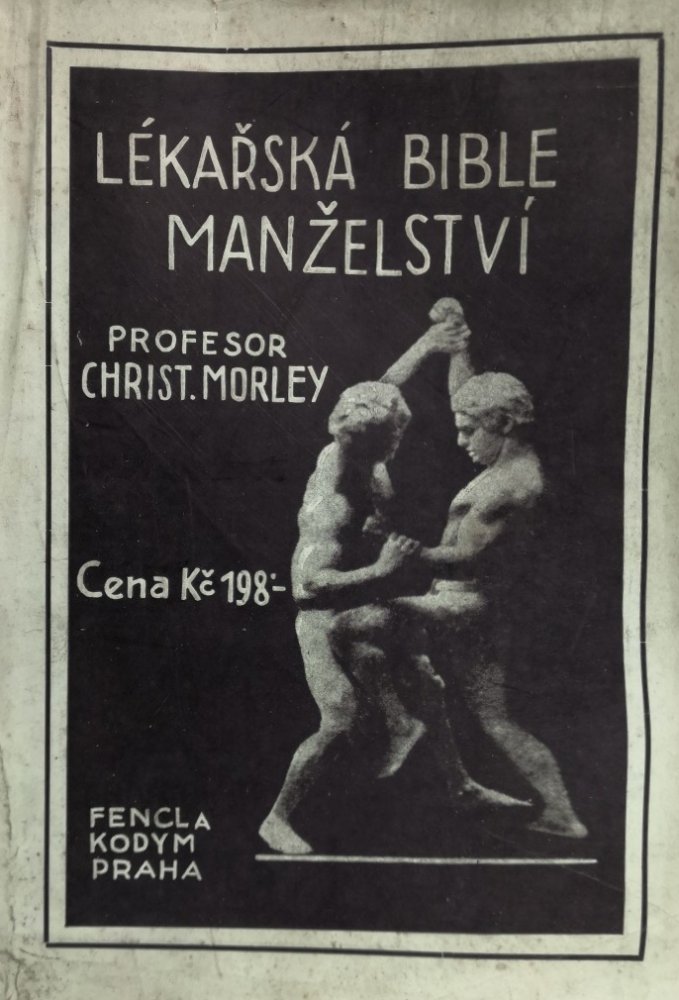 LÉKAŘSKÁ BIBLE
MANŽELSTVÍ
PROFESOR
CHRIST. MORLEY
Cena Kč 198·-
FENCL A
KODYM
PRAHA